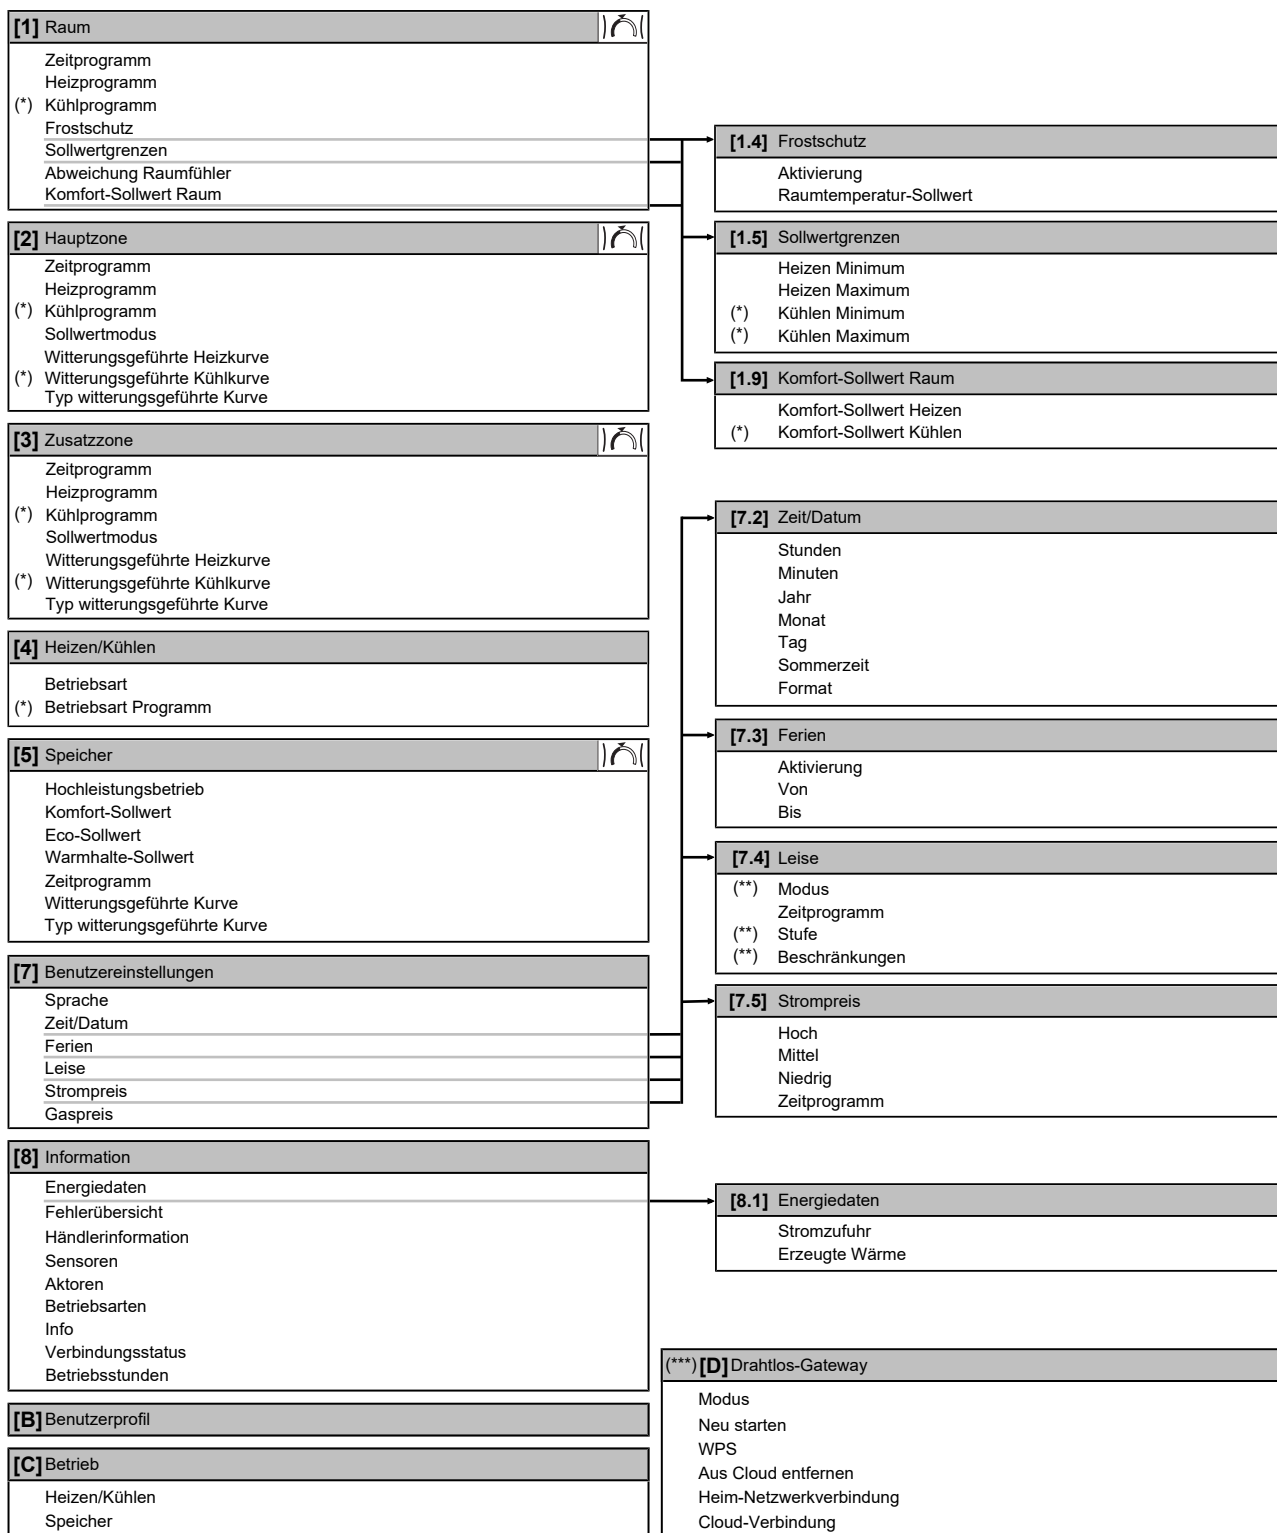 [1] Raum
Zeitprogramm
Heizprogramm
(*) Kühlprogramm
Frostschutz
Sollwertgrenzen
Abweichung Raumfühler
Komfort-Sollwert Raum
[2] Hauptzone
Zeitprogramm
Heizprogramm
(*) Kühlprogramm
Sollwertmodus
Witterungsgeführte Heizkurve
(*) Witterungsgeführte Kühlkurve
Typ witterungsgeführte Kurve
[3] Zusatzzone
Zeitprogramm
Heizprogramm
(*) Kühlprogramm
Sollwertmodus
Witterungsgeführte Heizkurve
(*) Witterungsgeführte Kühlkurve
Typ witterungsgeführte Kurve
[4] Heizen/Kühlen
Betriebsart
(*) Betriebsart Programm
[5] Speicher
Hochleistungsbetrieb
Komfort-Sollwert
Eco-Sollwert
Warmhalte-Sollwert
Zeitprogramm
Witterungsgeführte Kurve
Typ witterungsgeführte Kurve
[7] Benutzereinstellungen
Sprache
Zeit/Datum
Ferien
Leise
Strompreis
Gaspreis
[8] Information
Energiedaten
Fehlerübersicht
Händlerinformation
Sensoren
Aktoren
Betriebsarten
Info
Verbindungsstatus
Betriebsstunden
[B] Benutzerprofil
[C] Betrieb
Heizen/Kühlen
Speicher
[1.4] Frostschutz
Aktivierung
Raumtemperatur-Sollwert
[1.5] Sollwertgrenzen
Heizen Minimum
Heizen Maximum
(*) Kühlen Minimum
(*) Kühlen Maximum
[1.9] Komfort-Sollwert Raum
Komfort-Sollwert Heizen
(*) Komfort-Sollwert Kühlen
[7.2] Zeit/Datum
Stunden
Minuten
Jahr
Monat
Tag
Sommerzeit
Format
[7.3] Ferien
Aktivierung
Von
Bis
[7.4] Leise
(**) Modus
Zeitprogramm
(**) Stufe
(**) Beschränkungen
[7.5] Strompreis
Hoch
Mittel
Niedrig
Zeitprogramm
[8.1] Energiedaten
Stromzufuhr
Erzeugte Wärme
(***) [D] Drahtlos-Gateway
Modus
Neu starten
WPS
Aus Cloud entfernen
Heim-Netzwerkverbindung
Cloud-Verbindung